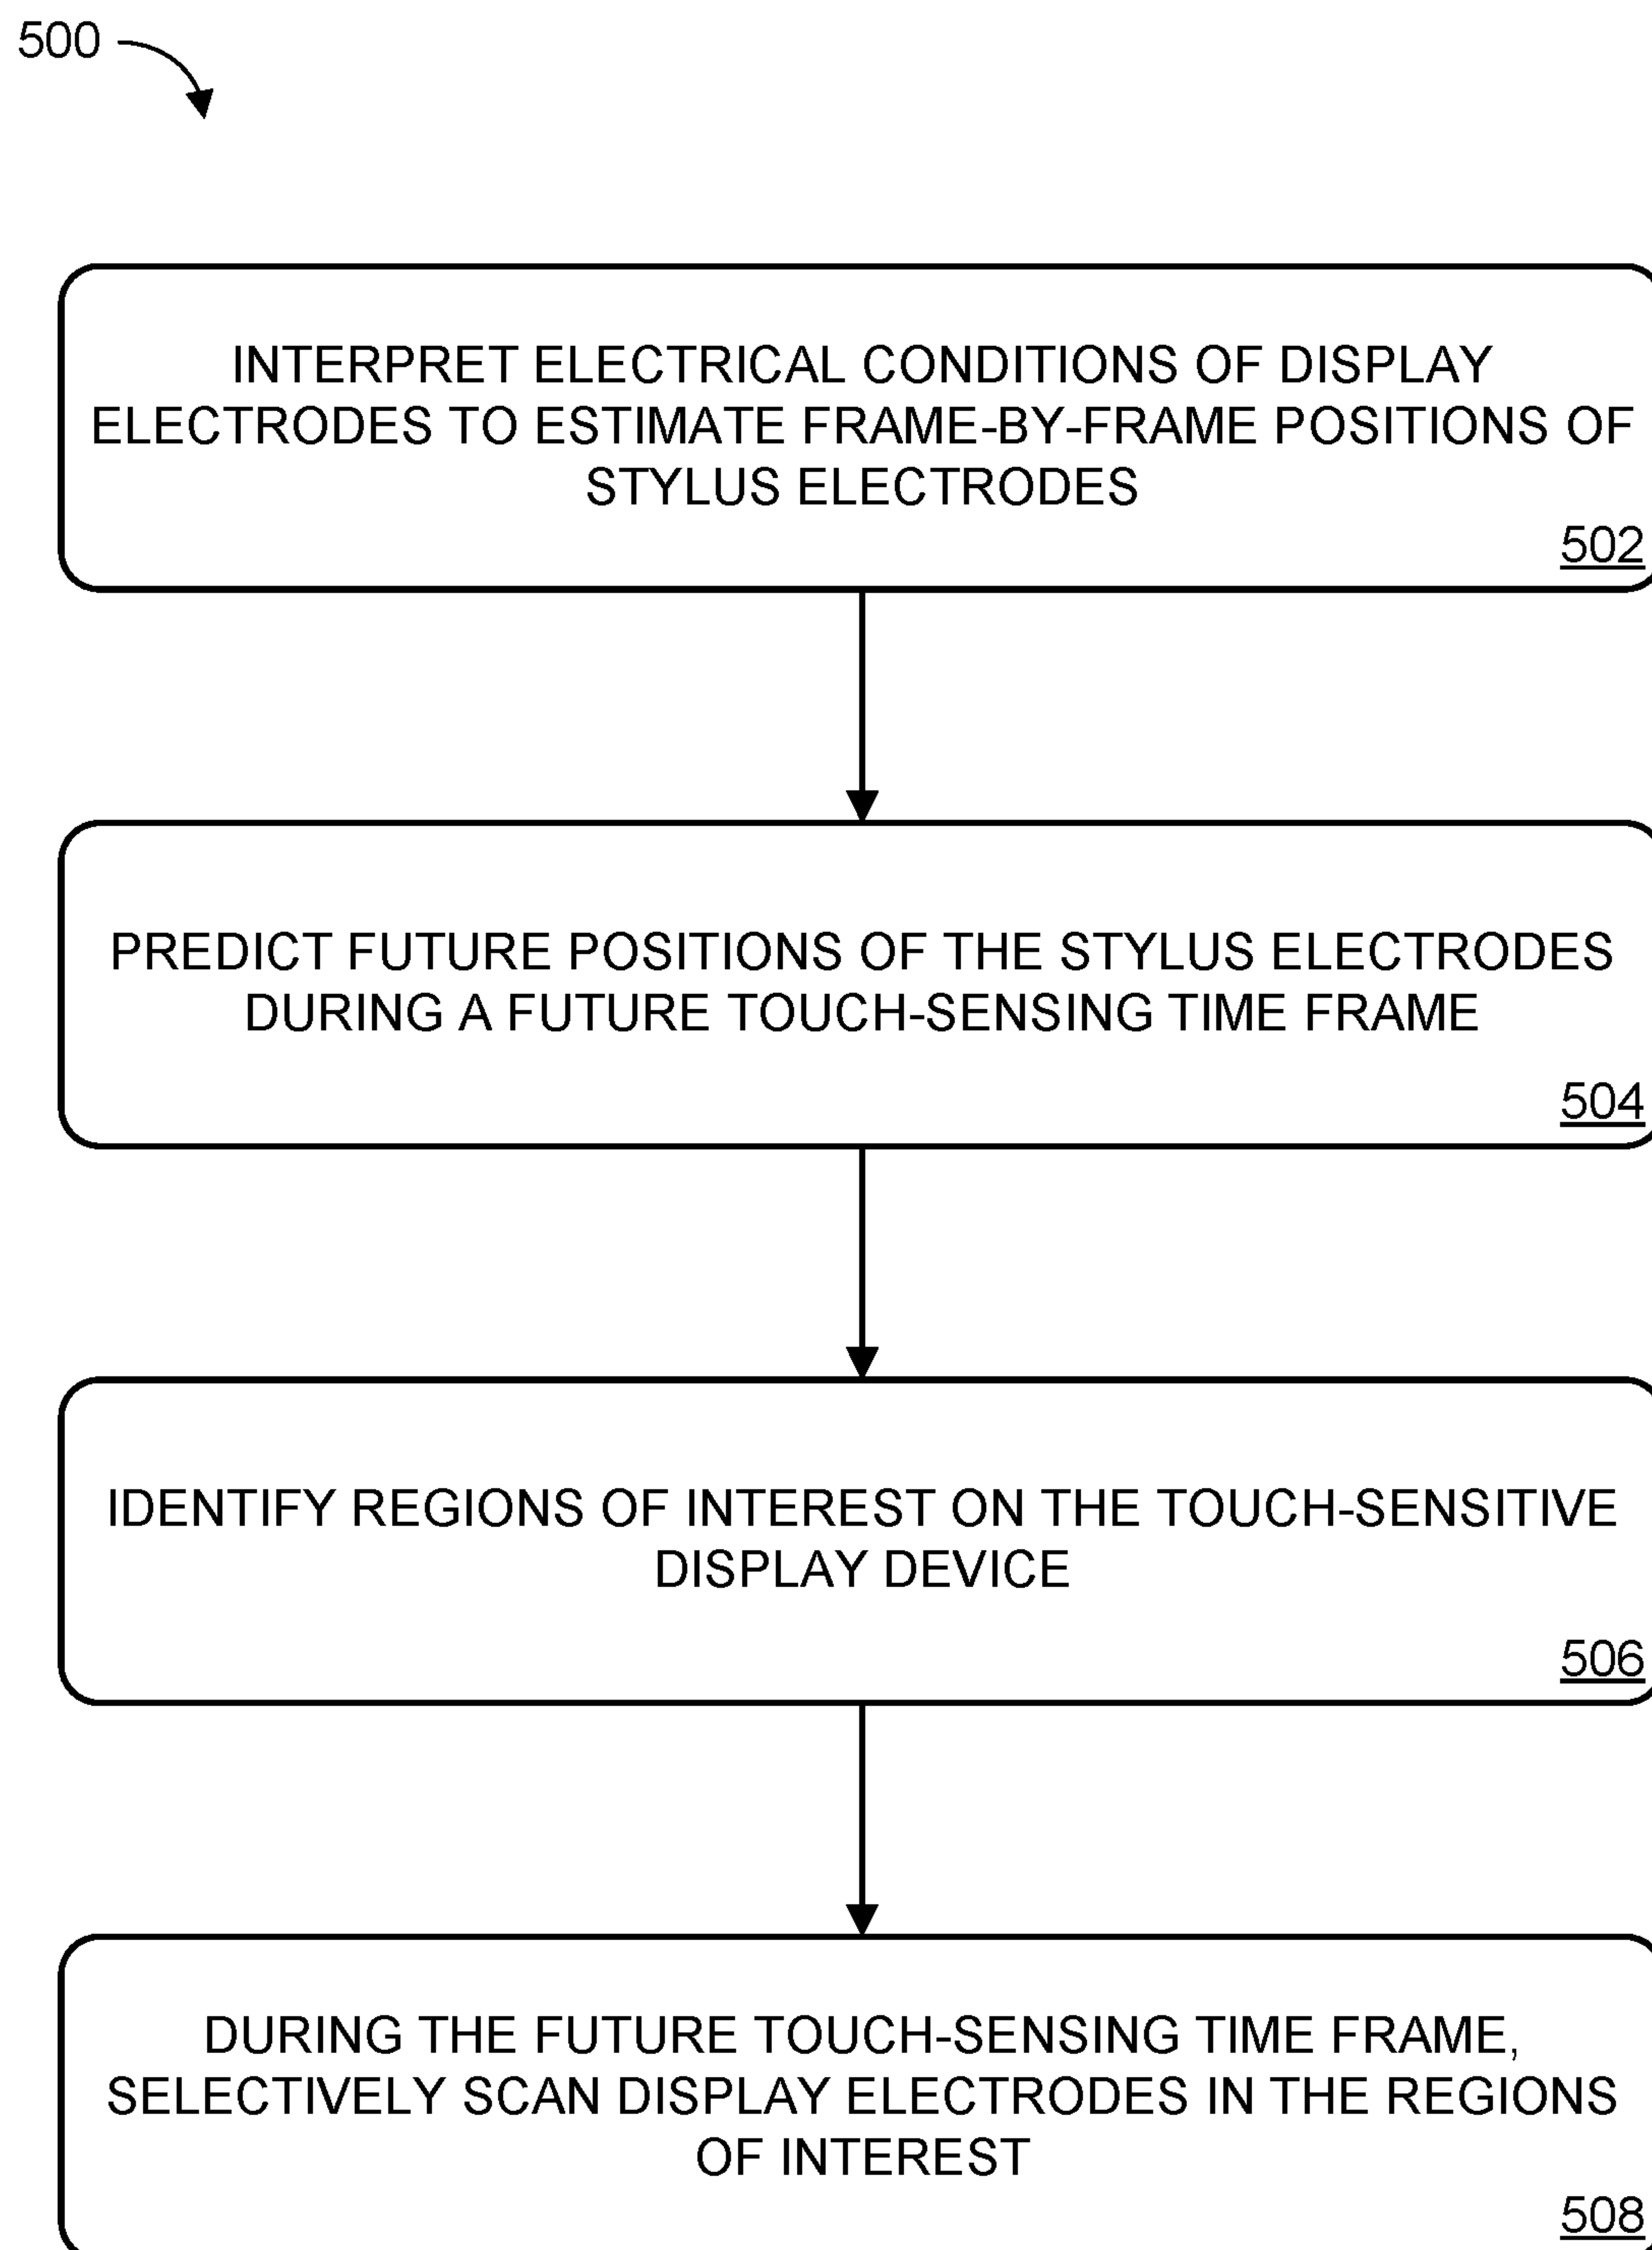 500
INTERPRET ELECTRICAL CONDITIONS OF DISPLAY
ELECTRODES TO ESTIMATE FRAME-BY-FRAME POSITIONS OF
STYLUS ELECTRODES
502
PREDICT FUTURE POSITIONS OF THE STYLUS ELECTRODES
DURING A FUTURE TOUCH-SENSING TIME FRAME
504
IDENTIFY REGIONS OF INTEREST ON THE TOUCH-SENSITIVE
DISPLAY DEVICE
506
DURING THE FUTURE TOUCH-SENSING TIME FRAME,
SELECTIVELY SCAN DISPLAY ELECTRODES IN THE REGIONS
OF INTEREST
508